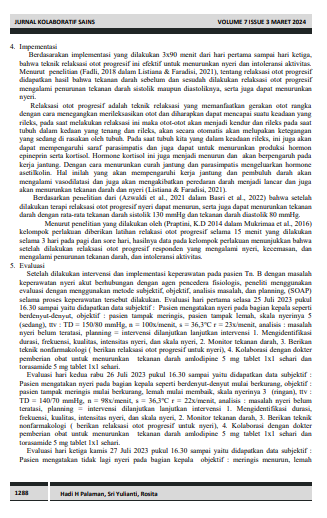 JURNAL KOLABORATIF SAINS VOLUME 7 ISSUE 3 MARET 2024
4. Impementasi
Berdasarakan implementasi yang dilakukan 3x90 menit dari hari pertama sampai hari ketiga,
bahwa teknik relaksasi otot progresif ini efektif untuk menurunkan nyeri dan intoleransi aktivitas.
Menurut penelitian (Fadli, 2018 dalam Listiana & Faradisi, 2021), tentang relaksasi otot progresif
didapatkan hasil bahwa tekanan darah sebelum dan sesudah dilakukan relaksasi otot progresif
mengalami penurunan tekanan darah sistolik maupun diastoliknya, serta juga dapat menurunkan
nyeri.
Relaksasi otot progresif adalah teknik relaksasi yang memanfaatkan gerakan otot rangka
dengan cara menegangkan merileksasikan otot dan diharapkan dapat mencapai suatu keadaan yang
rileks, pada saat melakukan relaksasi ini maka otot-otot akan menjadi kendur dan rileks pada saat
tubuh dalam keadaan yang tenang dan rileks, akan secara otomatis akan melupakan ketegangan
yang sedang di rasakan oleh tubuh. Pada saat tubuh kita yang dalam keadaan rileks, ini juga akan
dapat mempengaruhi saraf parasimpatis dan juga dapat untuk menurunkan produksi hormon
epineprin serta kortisol. Hormone kortisol ini juga menjadi menurun dan akan berpengaruh pada
kerja jantung. Dengan cara menurunkan curah jantung dan parasimpatis mengeluarkan hormone
asetilkolin. Hal inilah yang akan mempengaruhi kerja jantung dan pembuluh darah akan
mengalami vasodilatasi dan juga akan mengakibatkan peredaran darah menjadi lancar dan juga
akan menurunkan tekanan darah dan nyeri (Listiana & Faradisi, 2021).
Berdasarkan penelitian dari (Azwaldi et al., 2021 dalam Basri et al., 2022) bahwa setelah
dilakukan terapi relaksasi otot progresif nyeri dapat menurun, serta juga dapat menurunkan tekanan
darah dengan rata-rata tekanan darah sistolik 130 mmHg dan tekanan darah diastolik 80 mmHg.
Menurut penelitian yang dilakukan oleh (Praptini, K.D 2014 dalam Mukrimaa et al., 2016)
kelompok perlakuan diberikan latihan relaksasi otot progresif selama 15 menit yang dilakukan
selama 3 hari pada pagi dan sore hari, hasilnya data pada kelompok perlakuan menunjukkan bahwa
setelah dilakukan relaksasi otot progresif responden yang mengalami nyeri, kecemasan, dan
mengalami penurunan tekanan darah, dan intoleransi aktivitas.
5. Evaluasi
Setelah dilakukan intervensi dan implementasi keperawatan pada pasien Tn. B dengan masalah
keperawatan nyeri akut berhubungan dengan agen pencedera fisiologis, peneliti menggunakan
evaluasi dengan menggunakan metode subjektif, objektif, analisis masalah, dan planning, (SOAP)
selama proses keperawatan tersebut dilakukan. Evaluasi hari pertama selasa 25 Juli 2023 pukul
16.30 sampai yaitu didapatkan data subjektif : Pasien mengatakan nyeri pada bagian kepala seperti
berdenyut-denyut, objektif : pasien tampak meringis, pasien tampak lemah, skala nyerinya 5
(sedang), ttv : TD = 150/80 mmHg, n = 100x/menit, s = 36,3°C r = 23x/menit, analisis : masalah
nyeri belum teratasi, planning = intervensi dilanjutkan lanjutkan intervensi 1. Mengidentifikasi
durasi, frekuensi, kualitas, intensitas nyeri, dan skala nyeri, 2. Monitor tekanan darah, 3. Berikan
teknik nonfarmakologi ( berikan relaksasi otot progresif untuk nyeri), 4. Kolaborasi dengan dokter
pemberian obat untuk menurunkan tekanan darah amlodipine 5 mg tablet 1x1 sehari dan
torasamide 5 mg tablet 1x1 sehari.
Evaluasi hari kedua rabu 26 Juli 2023 pukul 16.30 sampai yaitu didapatkan data subjektif :
Pasien mengatakan nyeri pada bagian kepala seperti berdenyut-denyut mulai berkurang, objektif :
pasien tampak meringis mulai berkurang, lemah mulai membaik, skala nyerinya 3 (ringan), ttv :
TD = 140/70 mmHg, n = 98x/menit, s = 36,3°C r = 22x/menit, analisis : masalah nyeri belum
teratasi, planning = intervensi dilanjutkan lanjutkan intervensi 1. Mengidentifikasi durasi,
frekuensi, kualitas, intensitas nyeri, dan skala nyeri, 2. Monitor tekanan darah, 3. Berikan teknik
nonfarmakologi ( berikan relaksasi otot progresif untuk nyeri), 4. Kolaborasi dengan dokter
pemberian obat untuk menurunkan tekanan darah amlodipine 5 mg tablet 1x1 sehari dan
torasamide 5 mg tablet 1x1 sehari.
Evaluasi hari ketiga kamis 27 Juli 2023 pukul 16.30 sampai yaitu didapatkan data subjektif :
Pasien mengatakan tidak lagi nyeri pada bagian kepala objektif : meringis menurun, lemah
1288 Hadi H Palaman, Sri Yulianti, Rosita